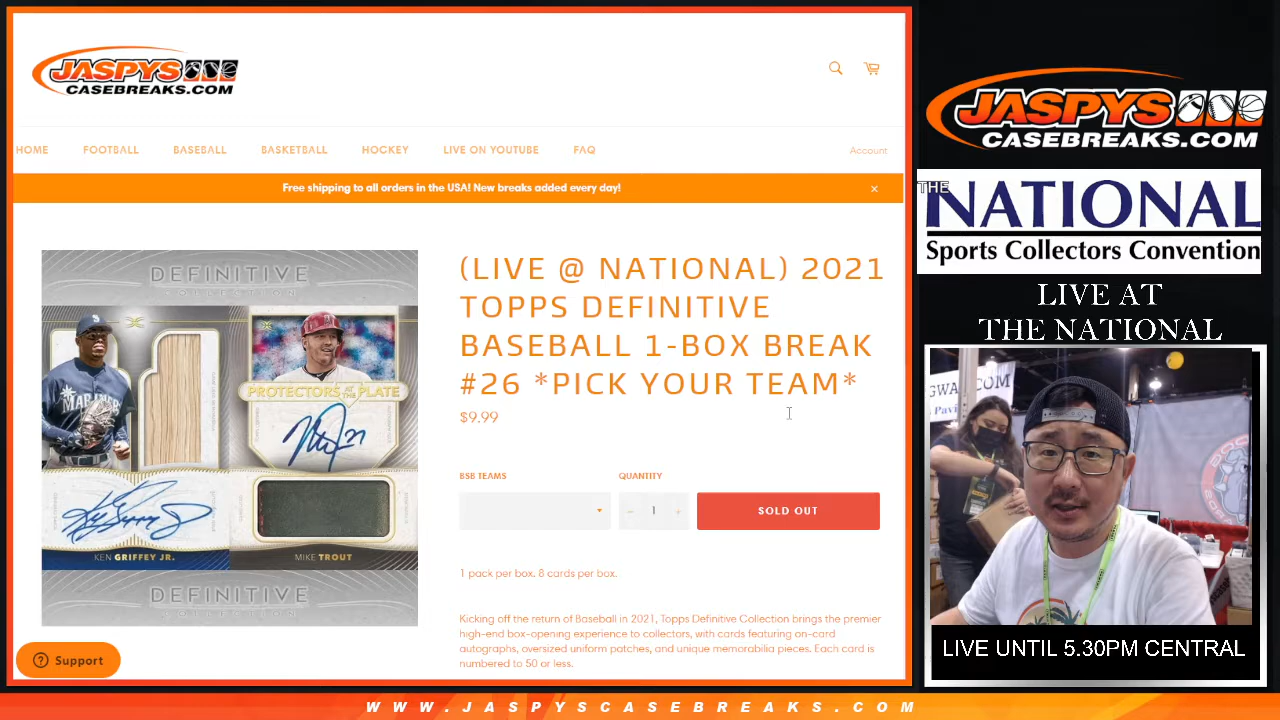 JASPYS
CASEBREAKS.COM
HOME FOOTBALL BASEBALL BASKETBALL HOCKEY LIVE ON YOUTUBE FAQ Account
Free shipping to all orders in the USA! New breaks added every day! ×
DEFINITIVE
COLLECTION
PROTECTORS OF THE PLATE
MARINERS
KEN GRIFFEY JR.
MIKE TROUT
DEFINITIVE
COLLECTION
(LIVE @ NATIONAL) 2021
TOPPS DEFINITIVE
BASEBALL 1-BOX BREAK
#26 *PICK YOUR TEAM*
$9.99
BSB TEAMS QUANTITY
− 1 + SOLD OUT
1 pack per box. 8 cards per box.
Kicking off the return of Baseball in 2021, Topps Definitive Collection brings the premier
high-end box-opening experience to collectors, with cards featuring on-card
autographs, oversized uniform patches, and unique memorabilia pieces. Each card is
numbered to 50 or less.
Support
JASPYS
CASEBREAKS.COM
THE
NATIONAL
Sports Collectors Convention
LIVE AT
THE NATIONAL
LIVE UNTIL 5.30PM CENTRAL
WWW.JASPYSCASEBREAKS.COM